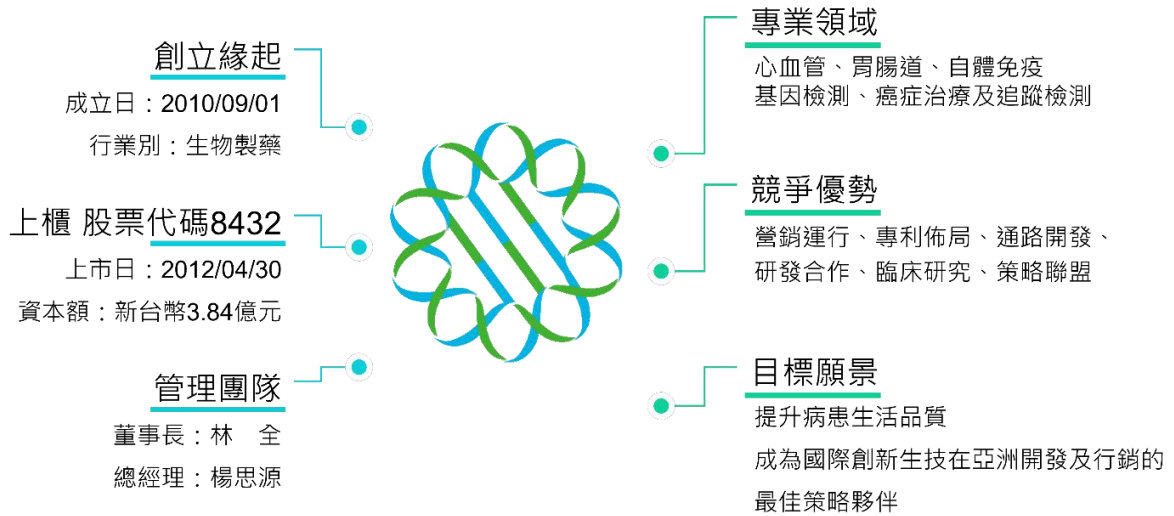 創立緣起
成立日：2010/09/01
行業別：生物製藥
上櫃 股票代碼8432
上市日：2012/04/30
資本額：新台幣3.84億元
管理團隊
董事長：林　全
總經理：楊思源
專業領域
心血管、胃腸道、自體免疫
基因檢測、癌症治療及追蹤檢測
競爭優勢
營銷運行、專利佈局、通路開發、
研發合作、臨床研究、策略聯盟
目標願景
提升病患生活品質
成為國際創新生技在亞洲開發及行銷的
最佳策略夥伴